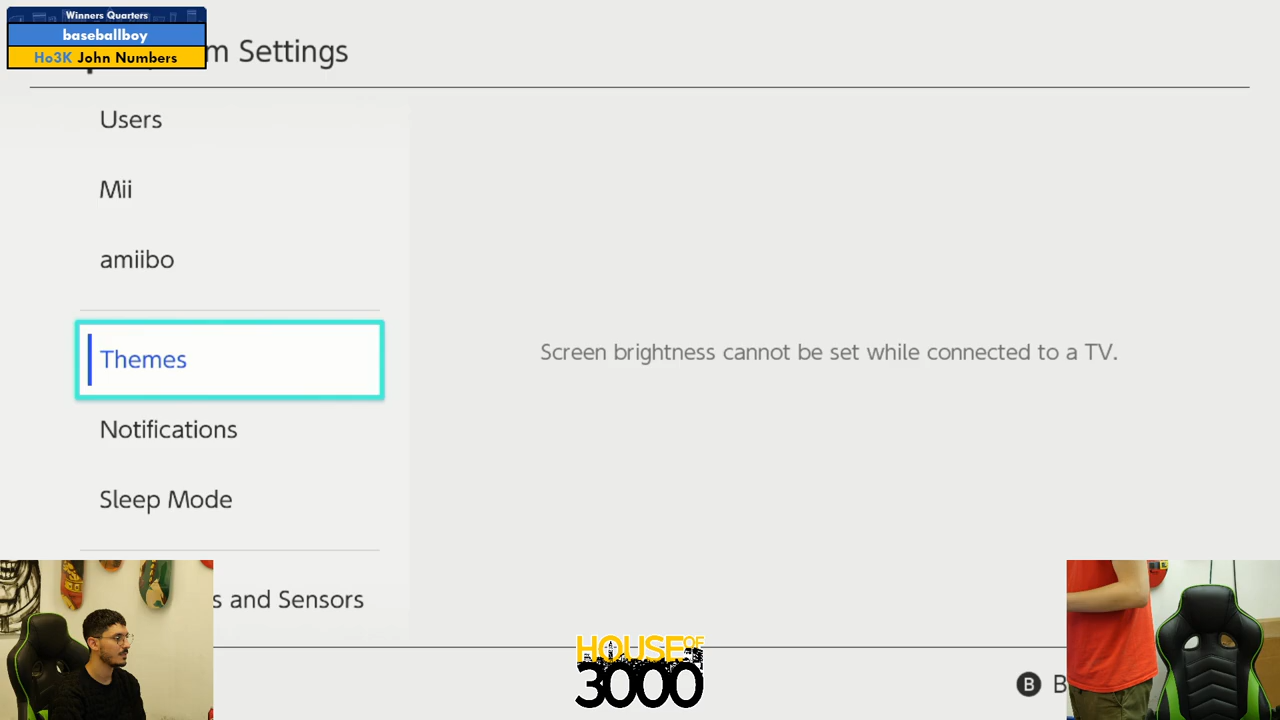 Winners Quarters
baseballboy
Ho3K John Numbers
m Settings
Users
Mii
amiibo
Themes
Screen brightness cannot be set while connected to a TV.
Notifications
Sleep Mode
s and Sensors
HOUSE OF
3000
B B